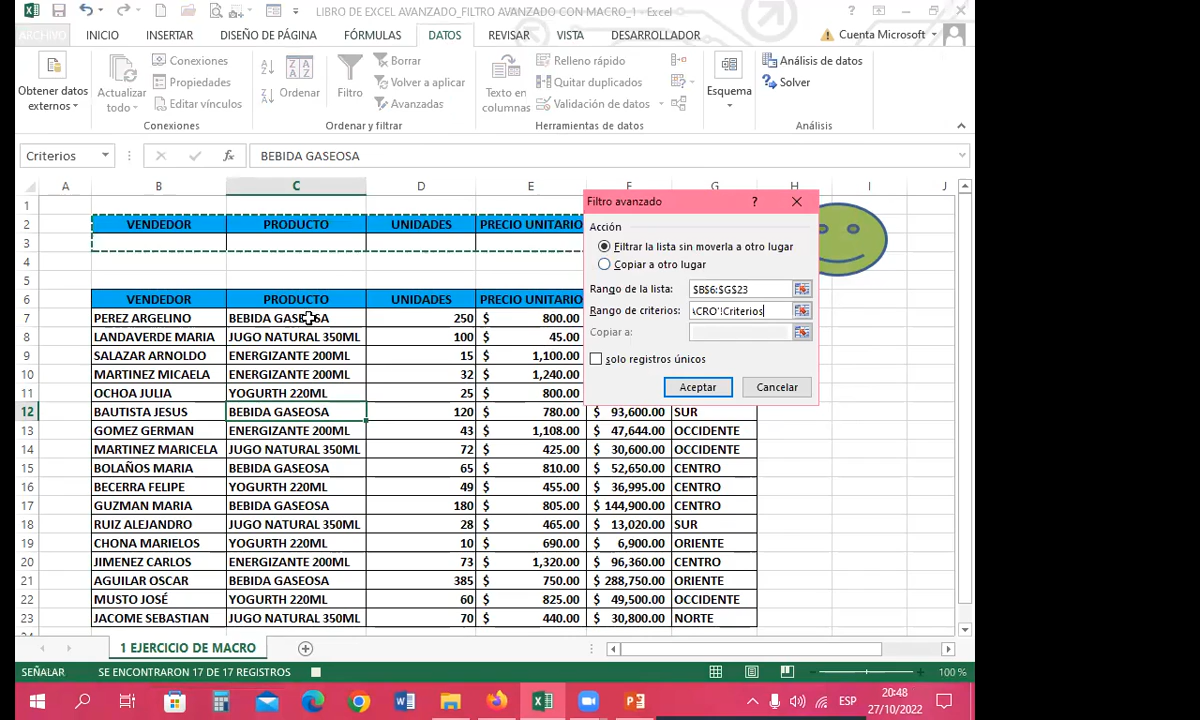 LIBRO DE EXCEL AVANZADO_FILTRO AVANZADO CON MACRO_1 - Excel
ARCHIVO INICIO INSERTAR DISEÑO DE PÁGINA FÓRMULAS DATOS REVISAR VISTA DESARROLLADOR Cuenta Microsoft
Obtener datos externos
Actualizar todo
Conexiones
Propiedades
Editar vínculos
Conexiones
Ordenar
Filtro
Borrar
Volver a aplicar
Avanzadas
Ordenar y filtrar
Texto en columnas
Relleno rápido
Quitar duplicados
Validación de datos
Herramientas de datos
Esquema
Análisis de datos
Solver
Análisis
Criterios fx BEBIDA GASEOSA
A B C D E F G H I J
1
2 VENDEDOR PRODUCTO UNIDADES PRECIO UNITARIO
3
4
5
6 VENDEDOR PRODUCTO UNIDADES PRECIO UNITARIO
7 PEREZ ARGELINO BEBIDA GASEOSA 250 $ 800.00
8 LANDAVERDE MARIA JUGO NATURAL 350ML 100 $ 45.00
9 SALAZAR ARNOLDO ENERGIZANTE 200ML 15 $ 1,100.00
10 MARTINEZ MICAELA ENERGIZANTE 200ML 32 $ 1,240.00
11 OCHOA JULIA YOGURTH 220ML 25 $ 800.00
12 BAUTISTA JESUS BEBIDA GASEOSA 120 $ 780.00 $ 93,600.00 SUR
13 GOMEZ GERMAN ENERGIZANTE 200ML 43 $ 1,108.00 $ 47,644.00 OCCIDENTE
14 MARTINEZ MARICELA JUGO NATURAL 350ML 72 $ 425.00 $ 30,600.00 OCCIDENTE
15 BOLAÑOS MARIA BEBIDA GASEOSA 65 $ 810.00 $ 52,650.00 CENTRO
16 BECERRA FELIPE YOGURTH 220ML 49 $ 455.00 $ 36,995.00 CENTRO
17 GUZMAN MARIA BEBIDA GASEOSA 180 $ 805.00 $ 144,900.00 CENTRO
18 RUIZ ALEJANDRO JUGO NATURAL 350ML 28 $ 465.00 $ 13,020.00 SUR
19 CHONA MARIELOS YOGURTH 220ML 10 $ 690.00 $ 6,900.00 ORIENTE
20 JIMENEZ CARLOS ENERGIZANTE 200ML 73 $ 1,320.00 $ 96,360.00 CENTRO
21 AGUILAR OSCAR BEBIDA GASEOSA 385 $ 750.00 $ 288,750.00 ORIENTE
22 MUSTO JOSÉ YOGURTH 220ML 60 $ 825.00 $ 49,500.00 OCCIDENTE
23 JACOME SEBASTIAN JUGO NATURAL 350ML 70 $ 440.00 $ 30,800.00 NORTE
Filtro avanzado ?
Acción
Filtrar la lista sin moverla a otro lugar
Copiar a otro lugar
Rango de la lista: $B$6:$G$23
Rango de criterios: ACRO'!Criterios
Copiar a:
Solo registros únicos
Aceptar Cancelar
1 EJERCICIO DE MACRO
SEÑALAR SE ENCONTRARON 17 DE 17 REGISTROS 100 %
ESP
20:48
27/10/2022